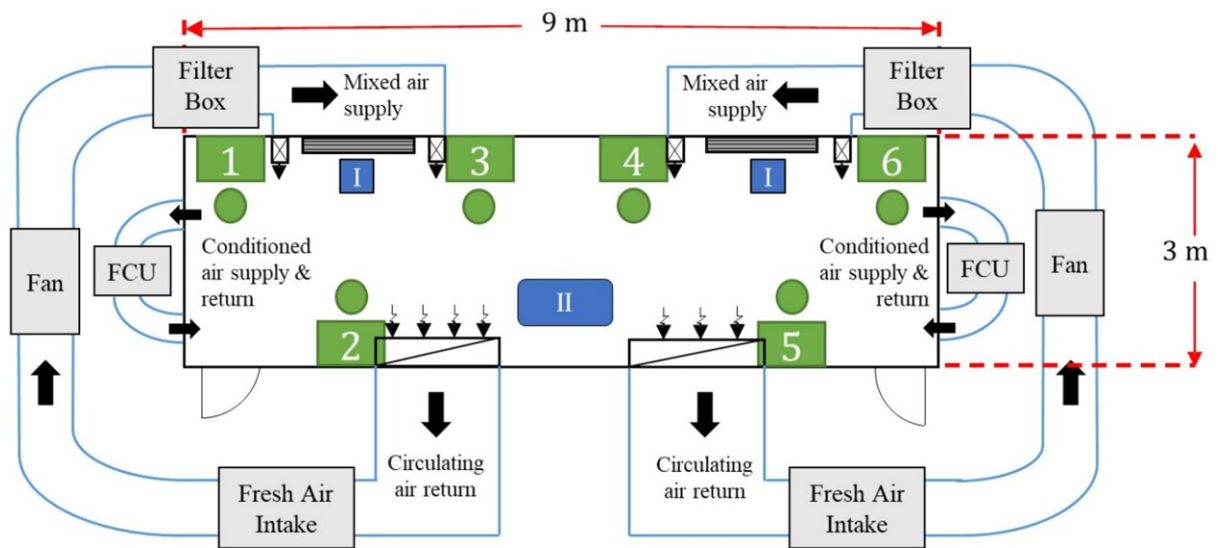 9 m
Filter
Box
Mixed air
supply
Mixed air
supply
Filter
Box
1
I
3
4
I
6
Fan
FCU
Conditioned
air supply &
return
II
Conditioned
air supply &
return
FCU
Fan
3 m
2
5
Circulating
air return
Circulating
air return
Fresh Air
Intake
Fresh Air
Intake